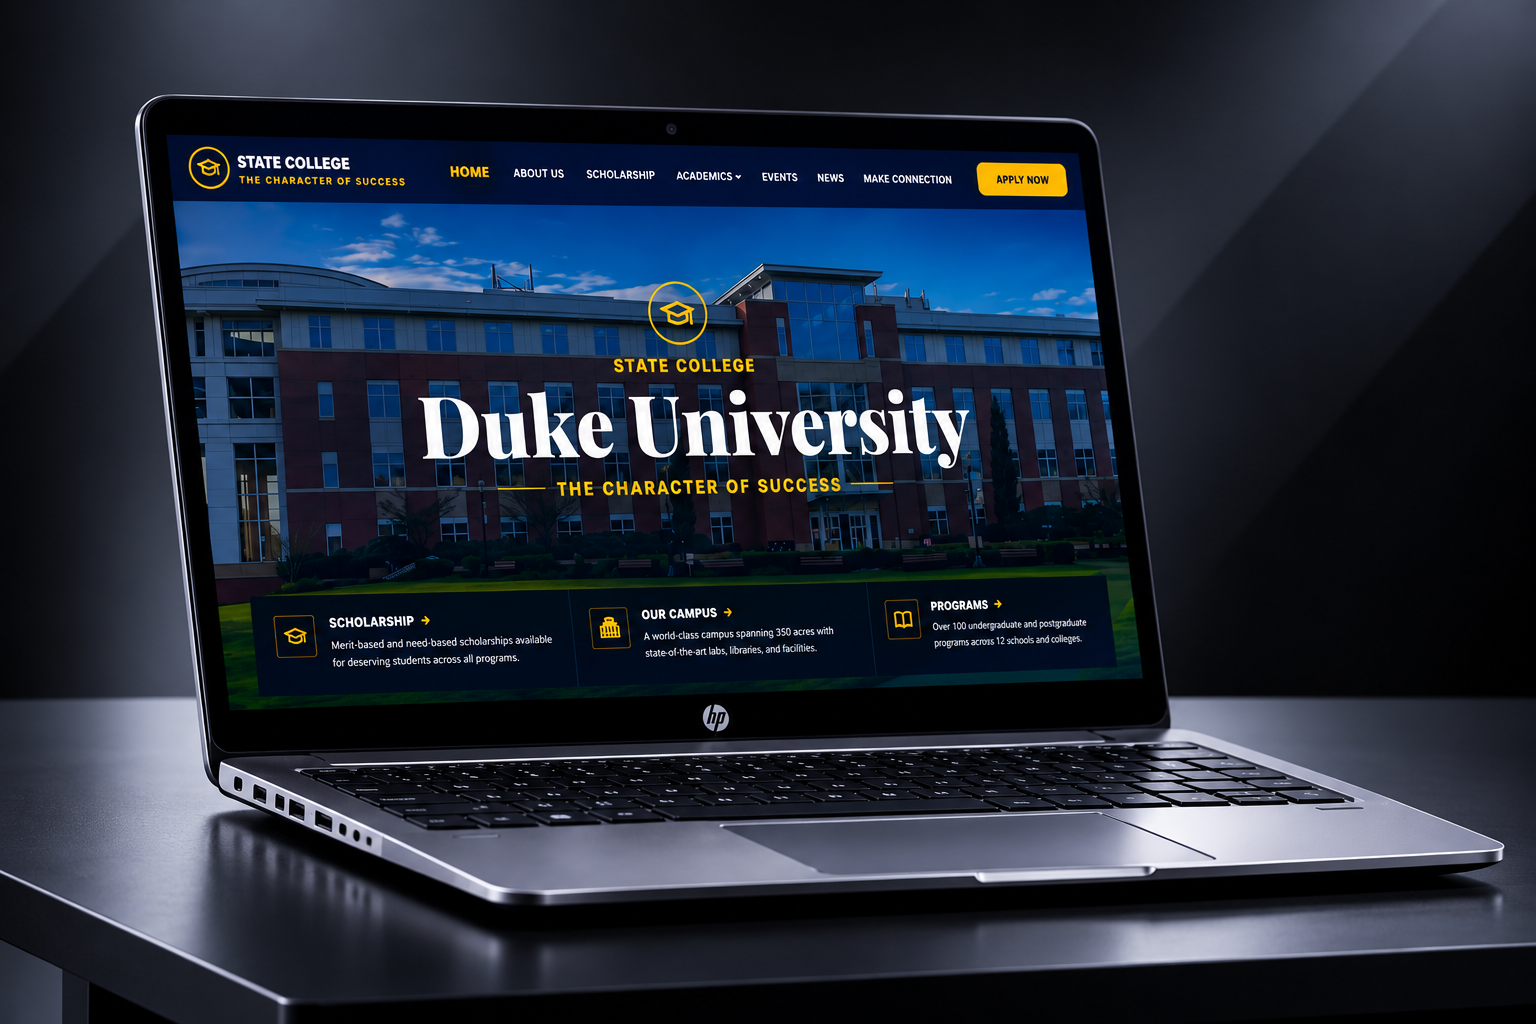 STATE COLLEGE
THE CHARACTER OF SUCCESS
HOME
ABOUT US
SCHOLARSHIP
ACADEMICS
EVENTS
NEWS
MAKE CONNECTION
APPLY NOW
STATE COLLEGE
Duke University
THE CHARACTER OF SUCCESS
SCHOLARSHIP →
Merit-based and need-based scholarships available
for deserving students across all programs.
OUR CAMPUS →
A world-class campus spanning 350 acres with
state-of-the-art labs, libraries, and facilities.
PROGRAMS →
Over 100 undergraduate and postgraduate
programs across 12 schools and colleges.
hp